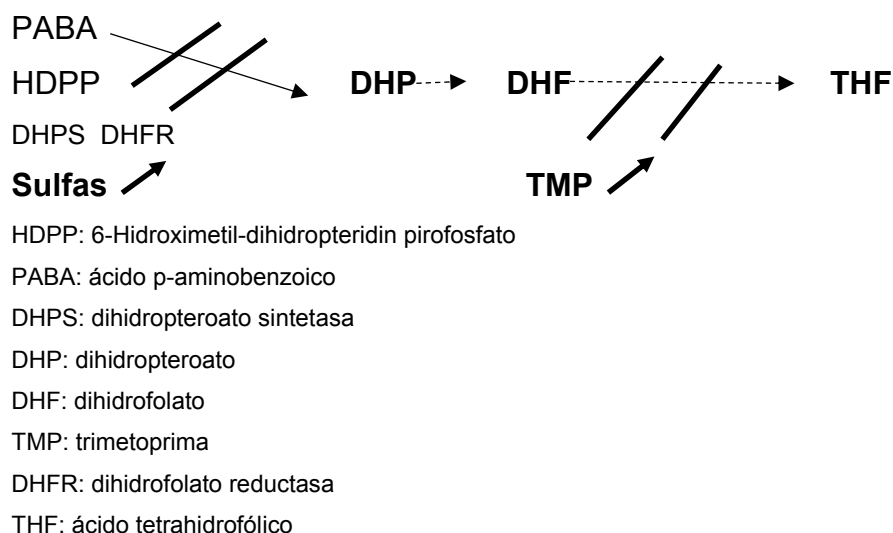 PABA
HDPP DHP DHF THF
DHPS DHFR
Sulfas TMP
HDPP: 6-Hidroximetil-dihidropteridin pirofosfato
PABA: ácido p-aminobenzoico
DHPS: dihidropteroato sintetasa
DHP: dihidropteroato
DHF: dihidrofolato
TMP: trimetoprima
DHFR: dihidrofolato reductasa
THF: ácido tetrahidrofólico